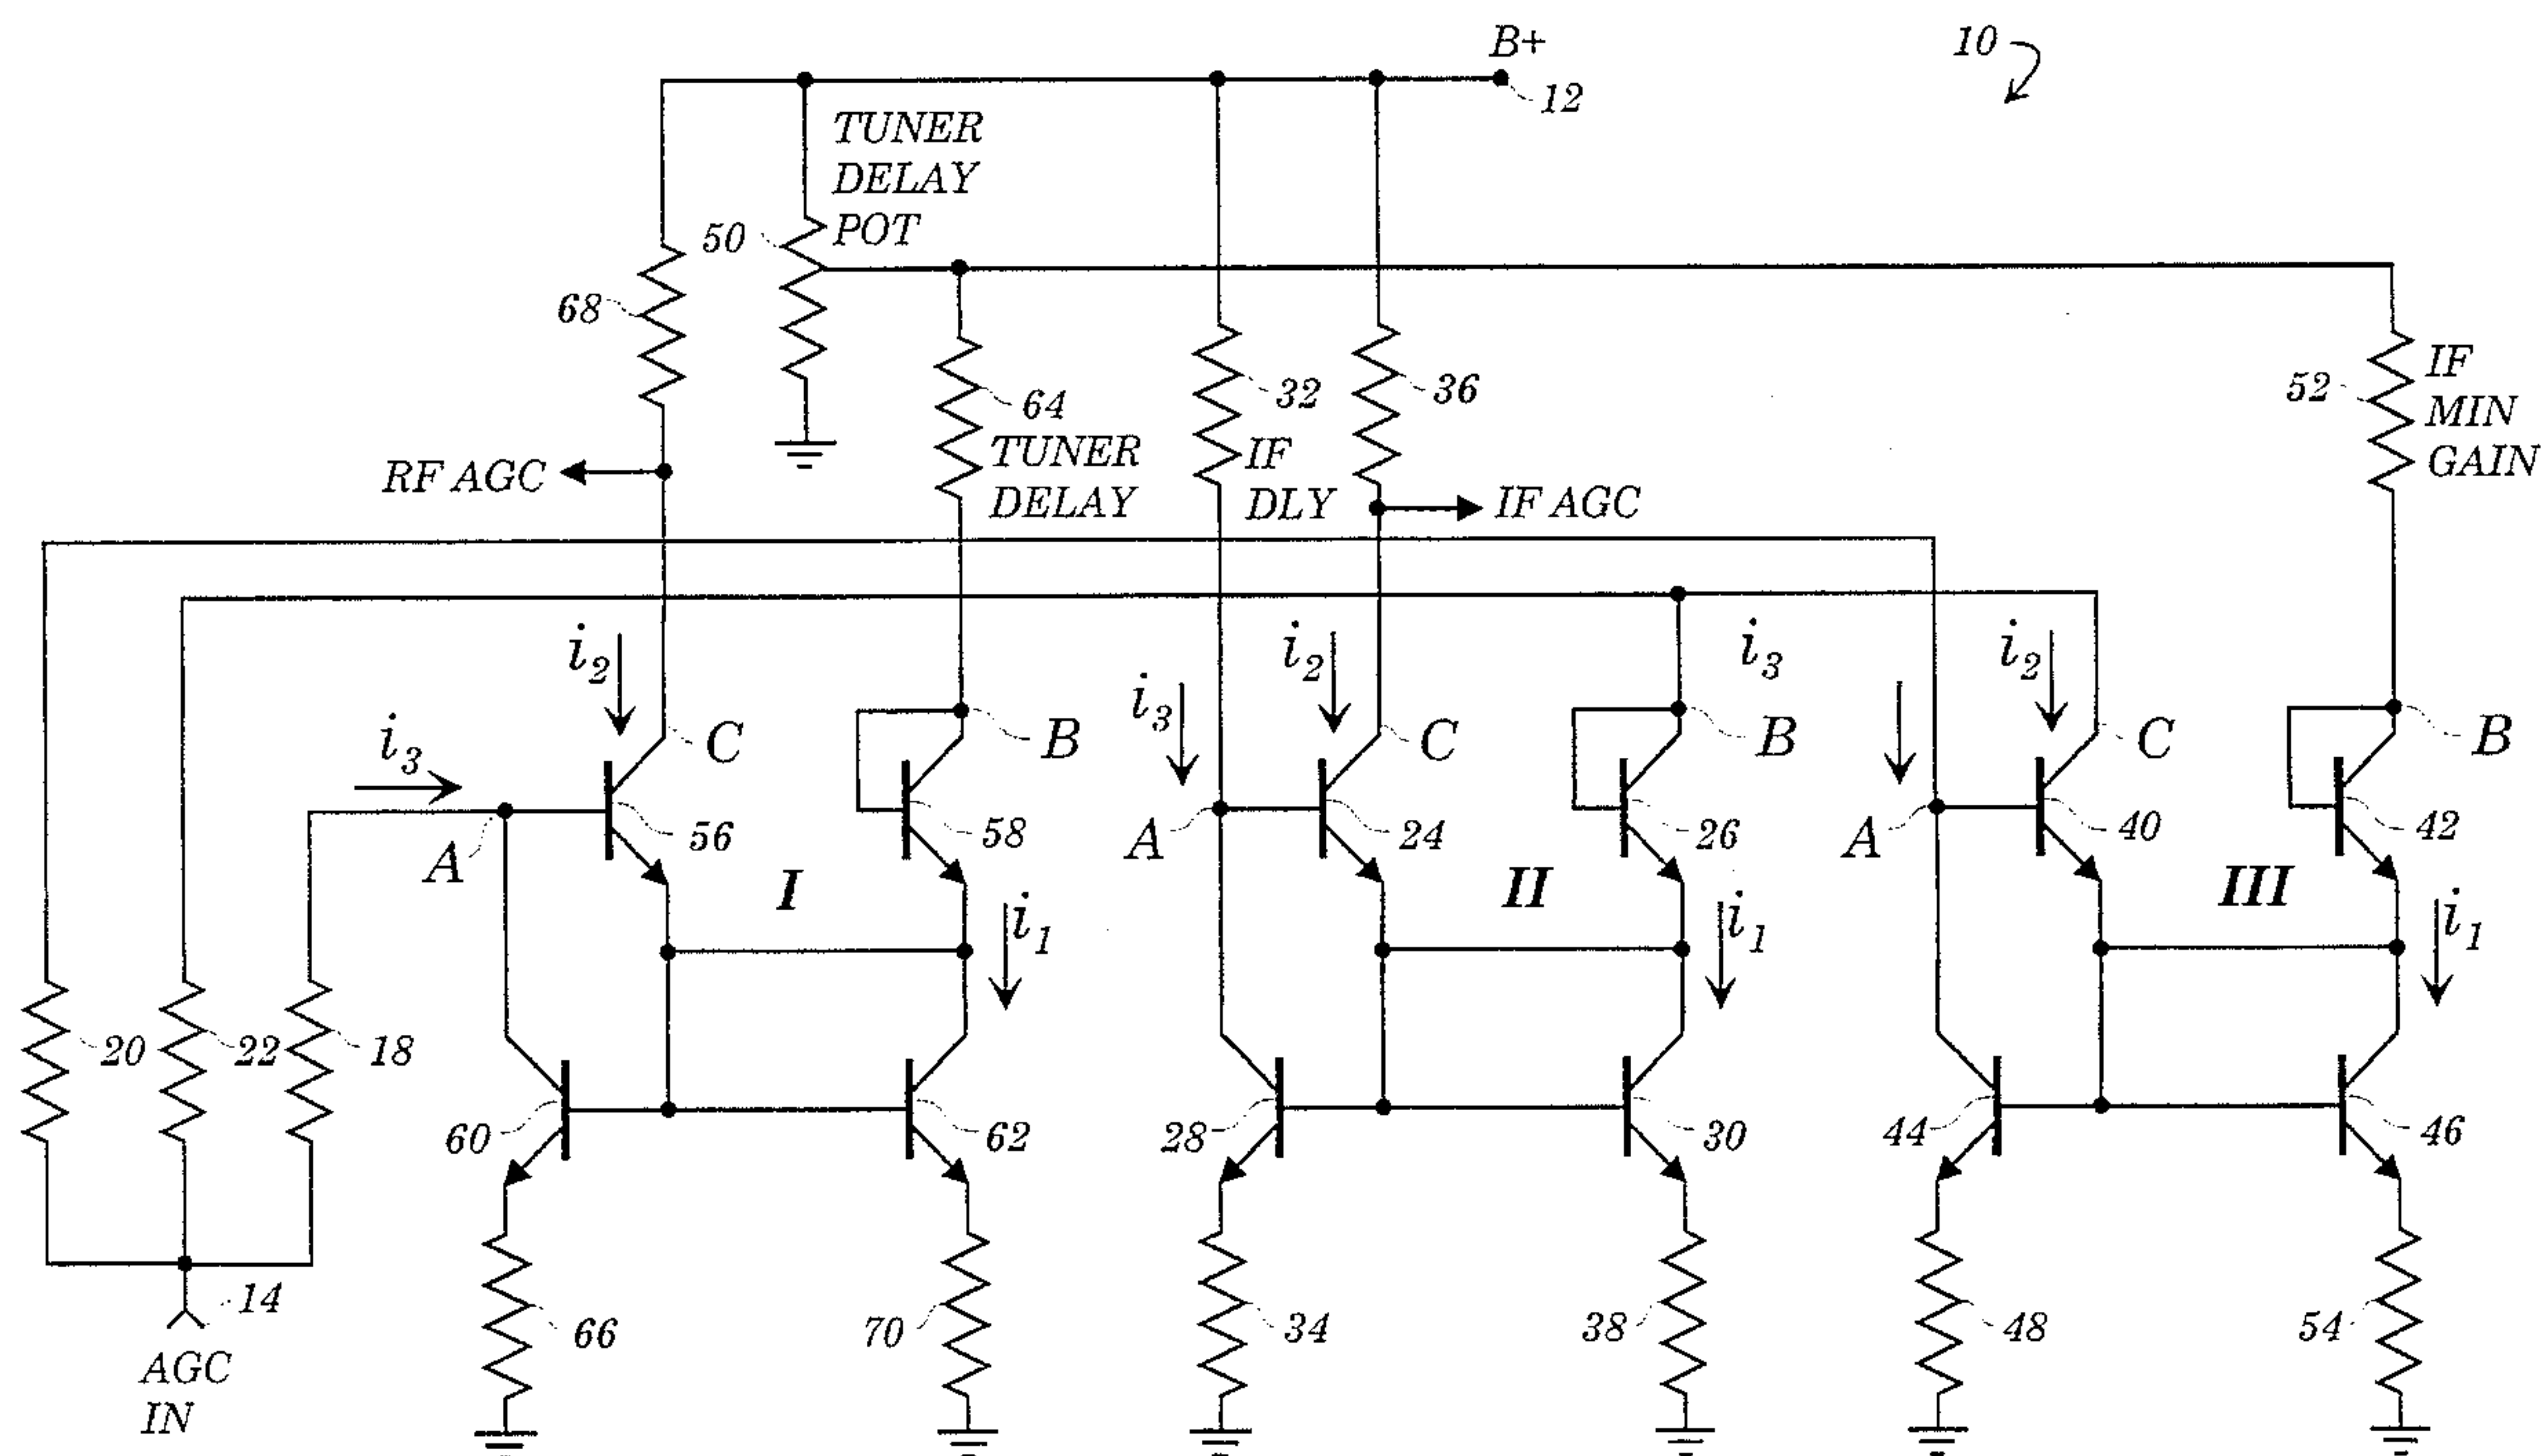 B+
10
12
TUNER
DELAY
POT
50
68
64
TUNER
DELAY
32
IF
DLY
36
52
IF
MIN
GAIN
RF AGC
IF AGC
i2
i3
A
C
B
56
58
I
i1
i3
i2
A
C
B
24
26
II
i1
i3
i2
A
C
B
40
42
III
i1
20
22
18
60
62
28
30
44
46
14
AGC
IN
66
70
34
38
48
54